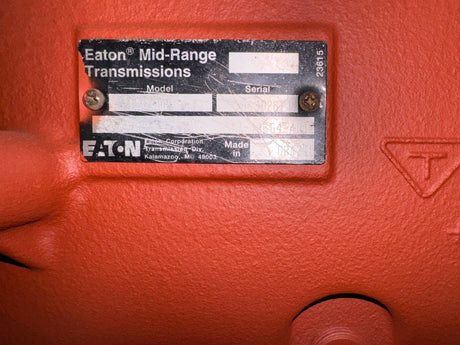 Eaton® Mid-Range
Transmissions
23615
Model
Serial
EATON
Eaton Corporation
Transmission Div.
Kalamazoo, MI 49003
Made
in
T